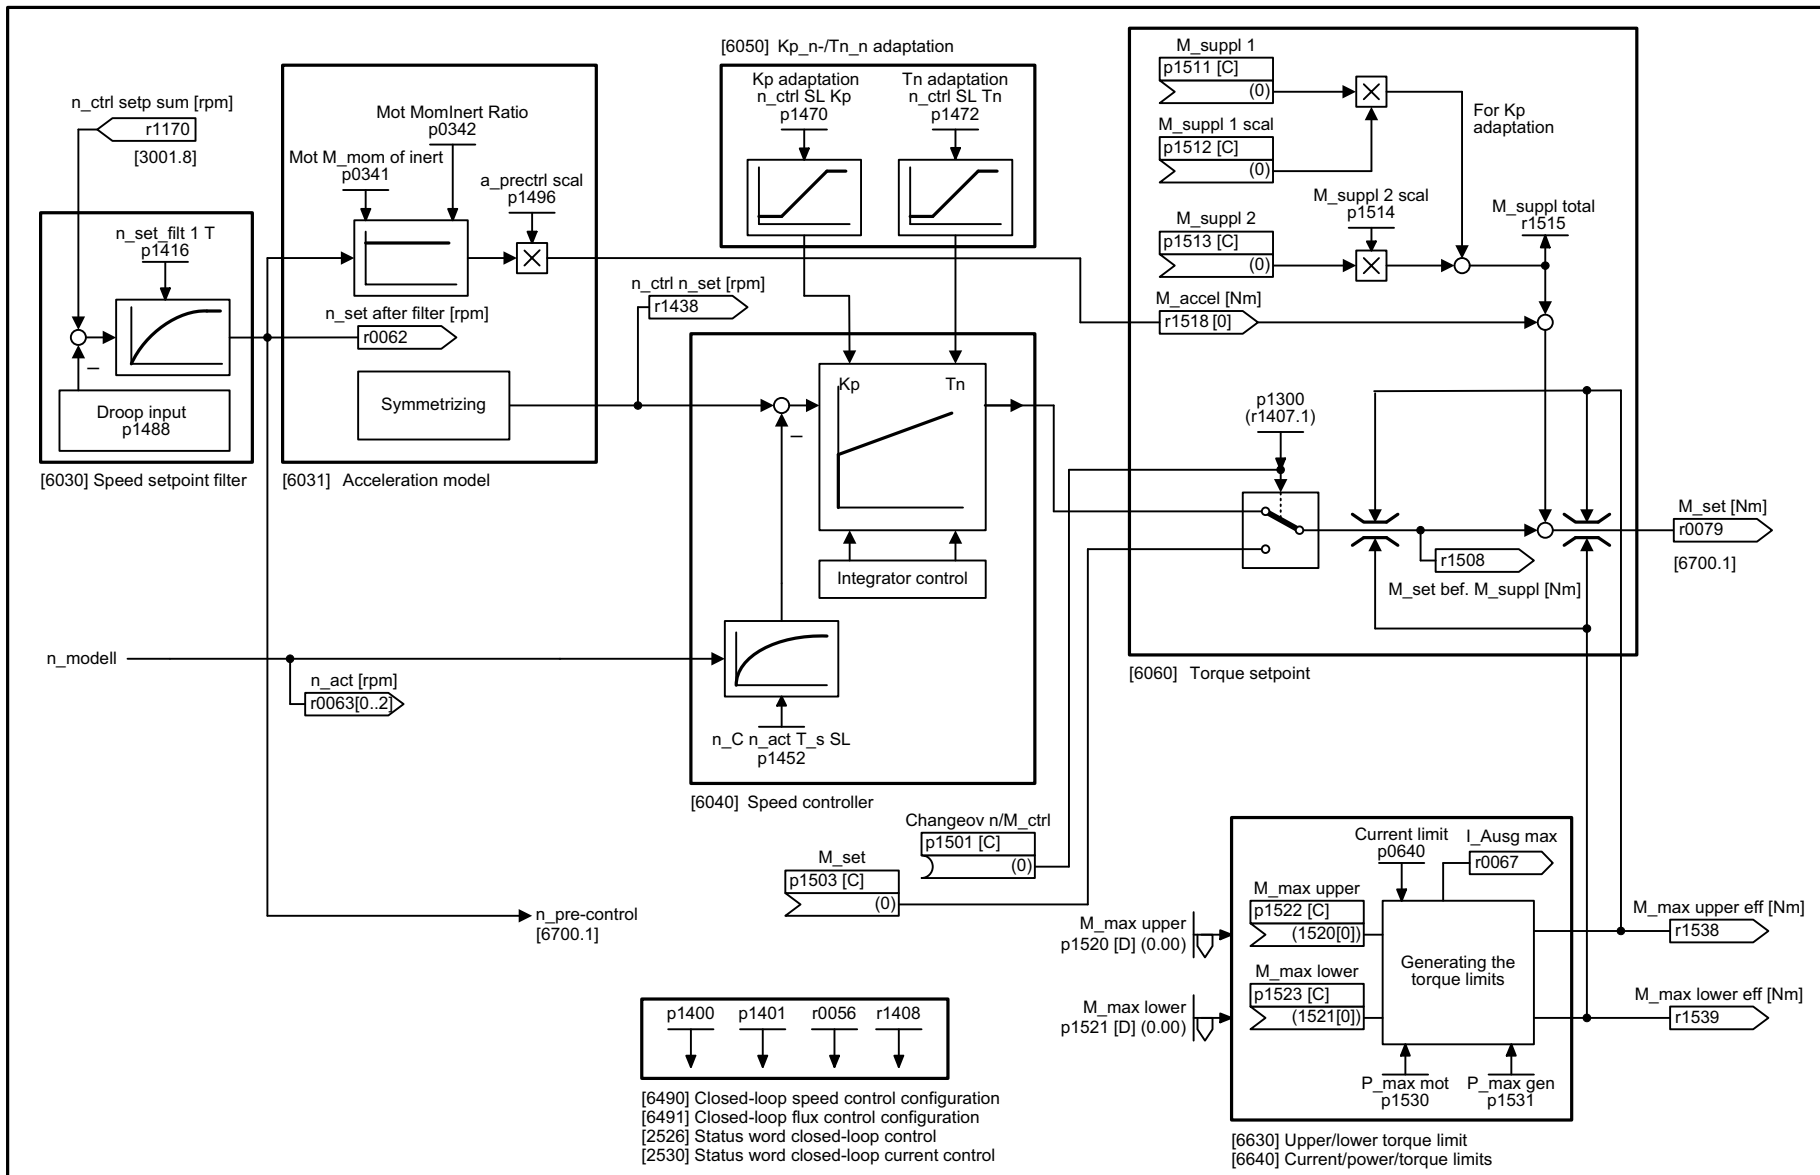 n_ctrl setp sum [rpm]
r1170
[3001.8]
n_set_filt 1 T
p1416
Droop input
p1488
–
[6030] Speed setpoint filter
Mot MomInert Ratio
p0342
Mot M_mom of inert
p0341
a_prectrl scal
p1496
n_set after filter [rpm]
r0062
Symmetrizing
[6031] Acceleration model
[6050] Kp_n-/Tn_n adaptation
Kp adaptation
n_ctrl SL Kp
p1470
Tn adaptation
n_ctrl SL Tn
p1472
n_ctrl n_set [rpm]
r1438
Kp
Tn
–
Integrator control
n_C n_act T_s SL
p1452
[6040] Speed controller
n_modell
n_act [rpm]
r0063[0..2]
n_pre-control
[6700.1]
M_suppl 1
p1511 [C]
(0)
M_suppl 1 scal
p1512 [C]
(0)
For Kp
adaptation
M_suppl 2 scal
p1514
M_suppl 2
p1513 [C]
(0)
M_suppl total
r1515
M_accel [Nm]
r1518 [0]
p1300
(r1407.1)
r1508
M_set bef. M_suppl [Nm]
M_set [Nm]
r0079
[6700.1]
[6060] Torque setpoint
Changeov n/M_ctrl
p1501 [C]
(0)
M_set
p1503 [C]
(0)
Current limit
p0640
I_Ausg max
r0067
M_max upper
p1520 [D] (0.00)
M_max upper
p1522 [C]
(1520[0])
M_max lower
p1521 [D] (0.00)
M_max lower
p1523 [C]
(1521[0])
Generating the
torque limits
M_max upper eff [Nm]
r1538
M_max lower eff [Nm]
r1539
P_max mot
p1530
P_max gen
p1531
[6630] Upper/lower torque limit
[6640] Current/power/torque limits
p1400
p1401
r0056
r1408
[6490] Closed-loop speed control configuration
[6491] Closed-loop flux control configuration
[2526] Status word closed-loop control
[2530] Status word closed-loop current control